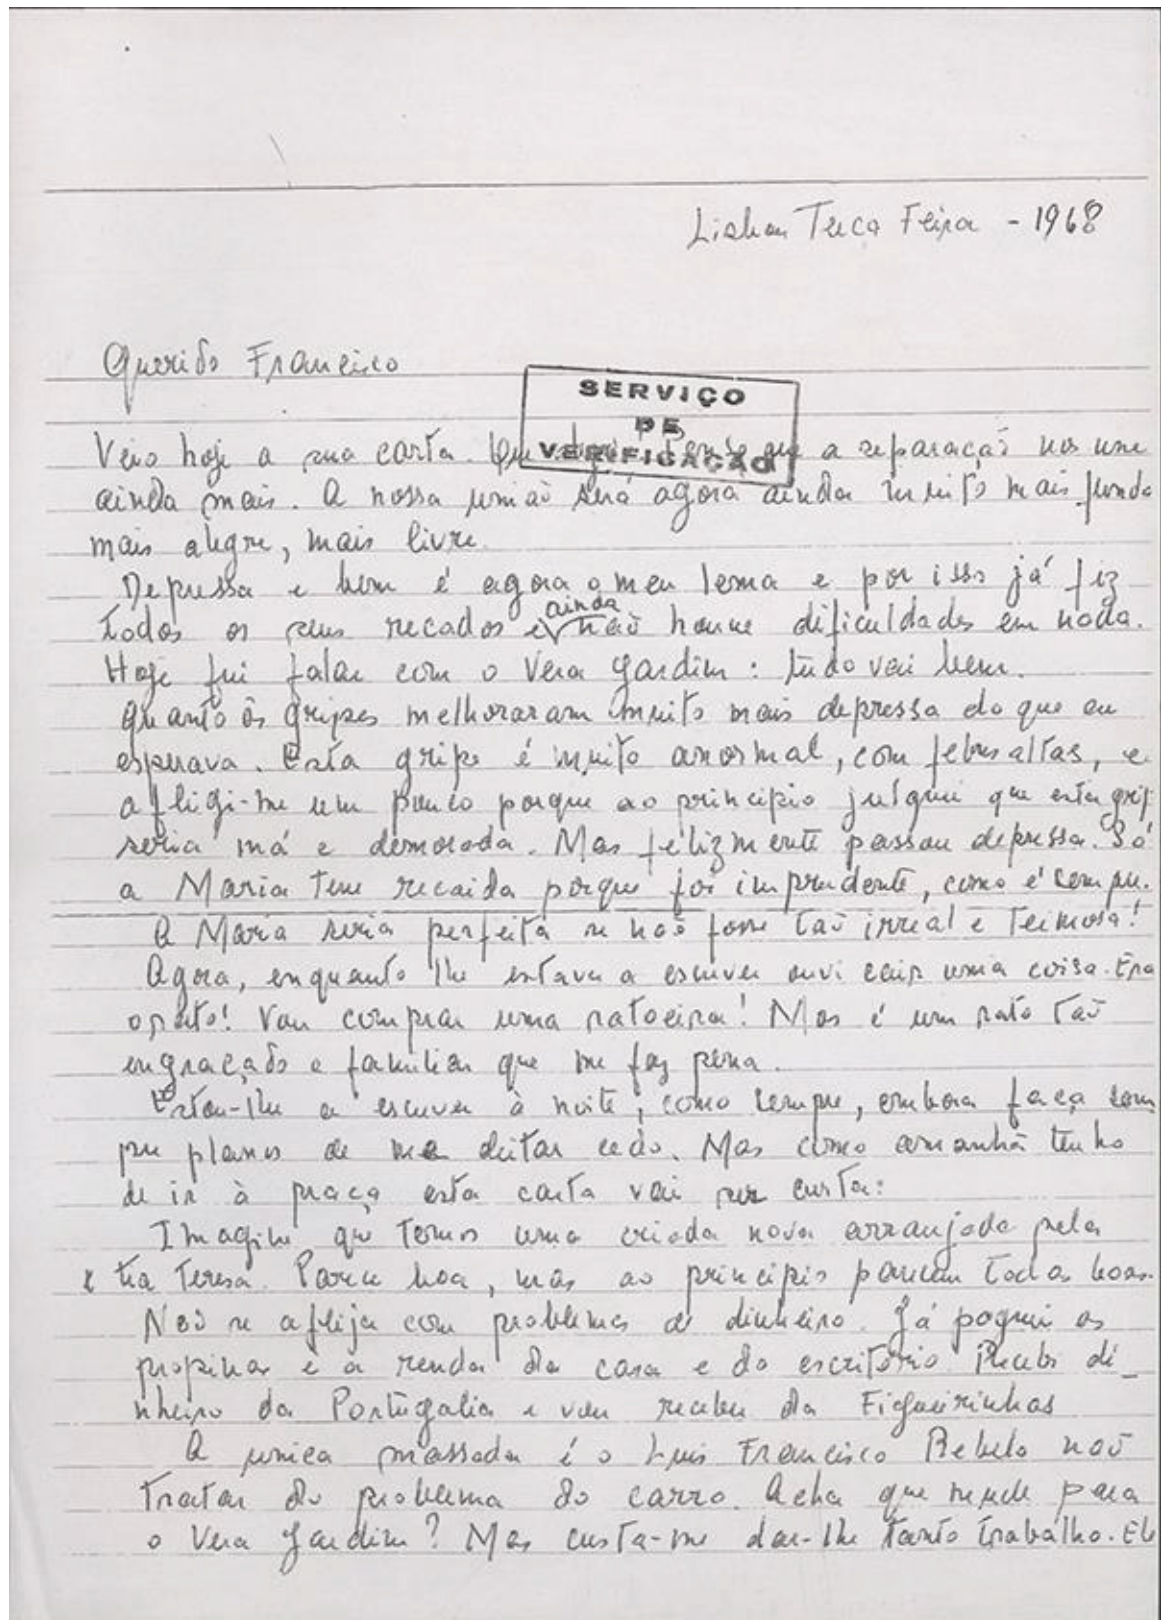 Lisboa Terça Feira - 1968
Querido Francisco
SERVIÇO
DE
VERIFICAÇÃO
Veio hoje a sua carta. que a separação nos une
ainda mais. A nossa união será agora ainda muito mais funda
mais alegre, mais livre.
Depressa e bem é agora o meu lema e por isso já fiz
todos os seus recados e ainda não houve dificuldades em nada.
Hoje fui falar com o Vera Jardim: tudo vai bem.
Quanto às gripes melhoraram muito mais depressa do que eu
esperava. Esta gripe é muito anormal, com febres altas, e
afligi-me um pouco porque ao principio julguei que esta grip
seria má e demorada. Mas felizmente passou depressa. Só
a Maria teve recaida porque foi imprudente, como é sempre.
A Maria seria perfeita se não fosse tão irreal e teimosa!
Agora, enquanto lhe estava a escrever ouvi cair uma coisa. Era
o rato! Vou comprar uma ratoeira! Mas é um rato tão
engraçado e familiar que me faz pena.
Estou-lhe a escrever à noite, como sempre, embora faça sem
pre planos de me deitar cedo. Mas como amanhã tenho
de ir à praça esta carta vai ser curta:
Imagine que temos uma criada nova arranjada pela
x tia Teresa. Parece boa, mas ao principio parecem todas boas.
Não se aflija com problemas de dinheiro. Já paguei as
propinas e a renda da casa e do escritório Recebi di_
nheiro da Portugalia e vou receber da Figueirinhas
A unica massada é o Luis Francisco Rebelo não
tratar do problema do carro. Acha que mude para
o Vera Jardim? Mas custa-me dar-lhe tanto trabalho. Ele